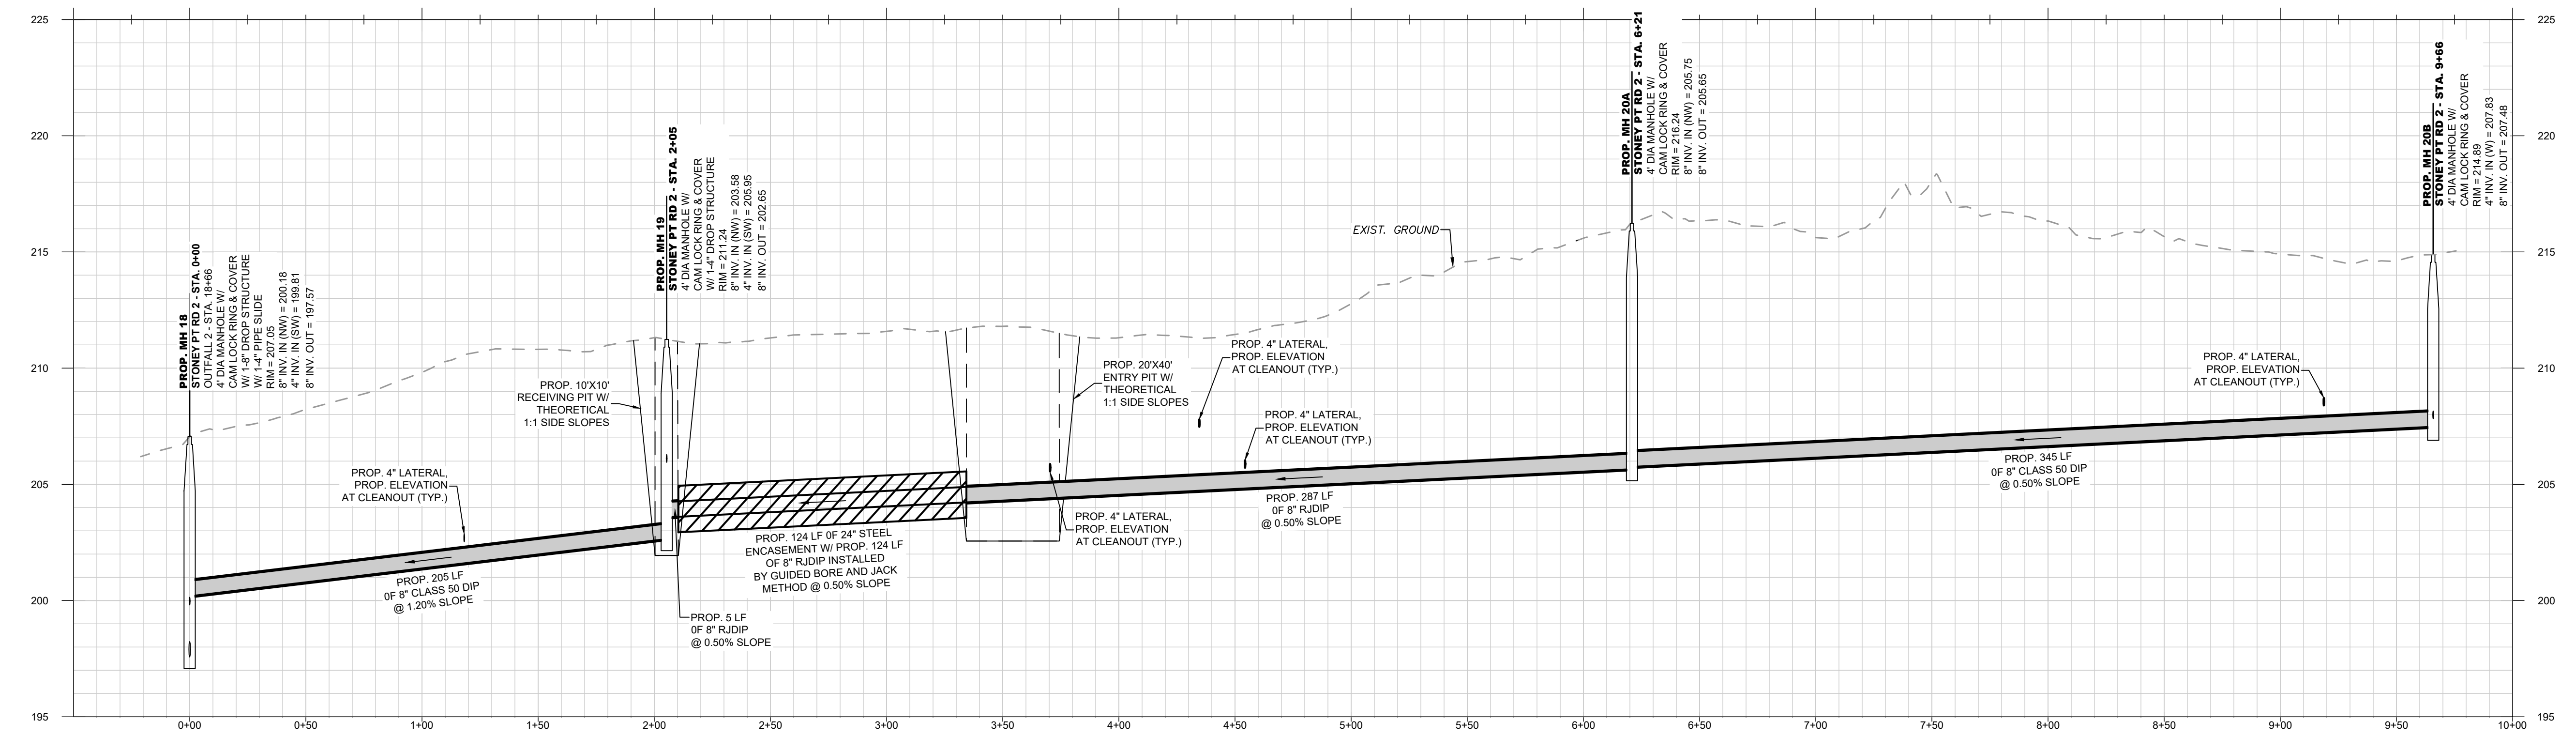 225
220
215
210
205
200
195
225
220
215
210
205
200
195
0+00
0+50
1+00
1+50
2+00
2+50
3+00
3+50
4+00
4+50
5+00
5+50
6+00
6+50
7+00
7+50
8+00
8+50
9+00
9+50
10+00
PROP. MH 18
STONEY PT RD 2 - STA. 0+00
OUTFALL 2 - STA. 18+66
4' DIA MANHOLE W/
CAM LOCK RING & COVER
W/ 1-8" DROP STRUCTURE
W/ 1-4" PIPE SLIDE
RIM = 207.05
8" INV. IN (NW) = 200.18
4" INV. IN (SW) = 199.81
8" INV. OUT = 197.57
PROP. 4" LATERAL,
PROP. ELEVATION
AT CLEANOUT (TYP.)
PROP. 205 LF
0F 8" CLASS 50 DIP
@ 1.20% SLOPE
PROP. 10'X10'
RECEIVING PIT W/
THEORETICAL
1:1 SIDE SLOPES
PROP. MH 19
STONEY PT RD 2 - STA. 2+05
4' DIA MANHOLE W/
CAM LOCK RING & COVER
W/ 1-4" DROP STRUCTURE
RIM = 211.24
8" INV. IN (NW) = 203.58
4" INV. IN (SW) = 205.95
8" INV. OUT = 202.65
PROP. 124 LF 0F 24" STEEL
ENCASEMENT W/ PROP. 124 LF
OF 8" RJDIP INSTALLED
BY GUIDED BORE AND JACK
METHOD @ 0.50% SLOPE
PROP. 5 LF
0F 8" RJDIP
@ 0.50% SLOPE
PROP. 20'X40'
ENTRY PIT W/
THEORETICAL
1:1 SIDE SLOPES
PROP. 4" LATERAL,
PROP. ELEVATION
AT CLEANOUT (TYP.)
PROP. 4" LATERAL,
PROP. ELEVATION
AT CLEANOUT (TYP.)
PROP. 4" LATERAL,
PROP. ELEVATION
AT CLEANOUT (TYP.)
EXIST. GROUND
PROP. 287 LF
0F 8" RJDIP
@ 0.50% SLOPE
PROP. MH 20A
STONEY PT RD 2 - STA. 6+21
4' DIA MANHOLE W/
CAM LOCK RING & COVER
RIM = 216.24
8" INV. IN (NW) = 205.75
8" INV. OUT = 205.65
PROP. 345 LF
0F 8" CLASS 50 DIP
@ 0.50% SLOPE
PROP. 4" LATERAL,
PROP. ELEVATION
AT CLEANOUT (TYP.)
PROP. MH 20B
STONEY PT RD 2 - STA. 9+66
4' DIA MANHOLE W/
CAM LOCK RING & COVER
RIM = 214.89
4" INV. IN (W) = 207.83
8" INV. OUT = 207.48